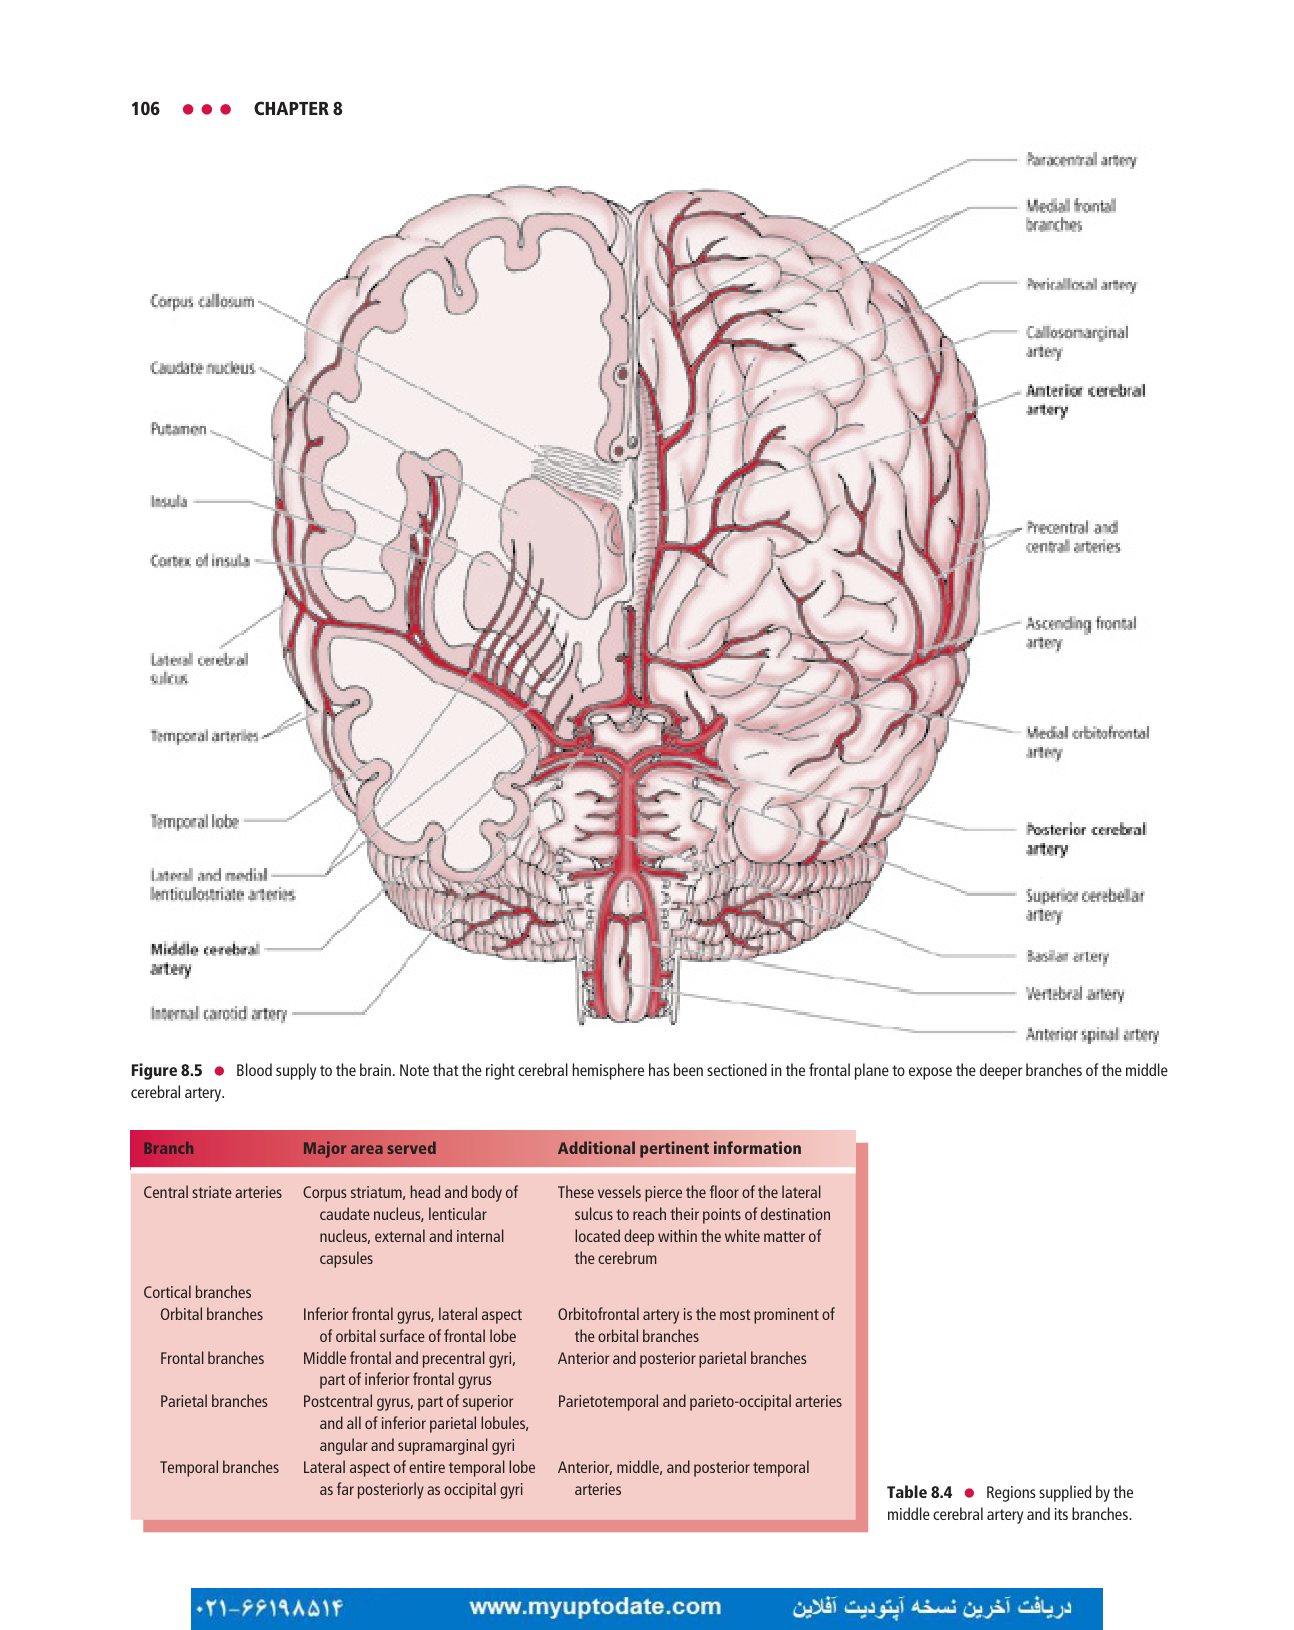 106 ● ● ● CHAPTER 8
Paracentral artery
Medial frontal
branches
Pericallosal artery
Callosomarginal
artery
Anterior cerebral
artery
Precentral and
central arteries
Ascending frontal
artery
Medial orbitofrontal
artery
Posterior cerebral
artery
Superior cerebellar
artery
Basilar artery
Vertebral artery
Anterior spinal artery
Corpus callosum
Caudate nucleus
Putamen
Insula
Cortex of insula
Lateral cerebral
sulcus
Temporal arteries
Temporal lobe
Lateral and medial
lenticulostriate arteries
Middle cerebral
artery
Internal carotid artery
Figure 8.5 ● Blood supply to the brain. Note that the right cerebral hemisphere has been sectioned in the frontal plane to expose the deeper branches of the middle
cerebral artery.
Branch Major area served Additional pertinent information
Central striate arteries Corpus striatum, head and body of These vessels pierce the floor of the lateral
caudate nucleus, lenticular sulcus to reach their points of destination
nucleus, external and internal located deep within the white matter of
capsules the cerebrum
Cortical branches
Orbital branches Inferior frontal gyrus, lateral aspect Orbitofrontal artery is the most prominent of
of orbital surface of frontal lobe the orbital branches
Frontal branches Middle frontal and precentral gyri, Anterior and posterior parietal branches
part of inferior frontal gyrus
Parietal branches Postcentral gyrus, part of superior Parietotemporal and parieto-occipital arteries
and all of inferior parietal lobules,
angular and supramarginal gyri
Temporal branches Lateral aspect of entire temporal lobe Anterior, middle, and posterior temporal
as far posteriorly as occipital gyri arteries
Table 8.4 ● Regions supplied by the
middle cerebral artery and its branches.
۰۲۱-۶۶۱۹۸۵۱۴ www.myuptodate.com دریافت آخرین نسخه آپتودیت آفلاین